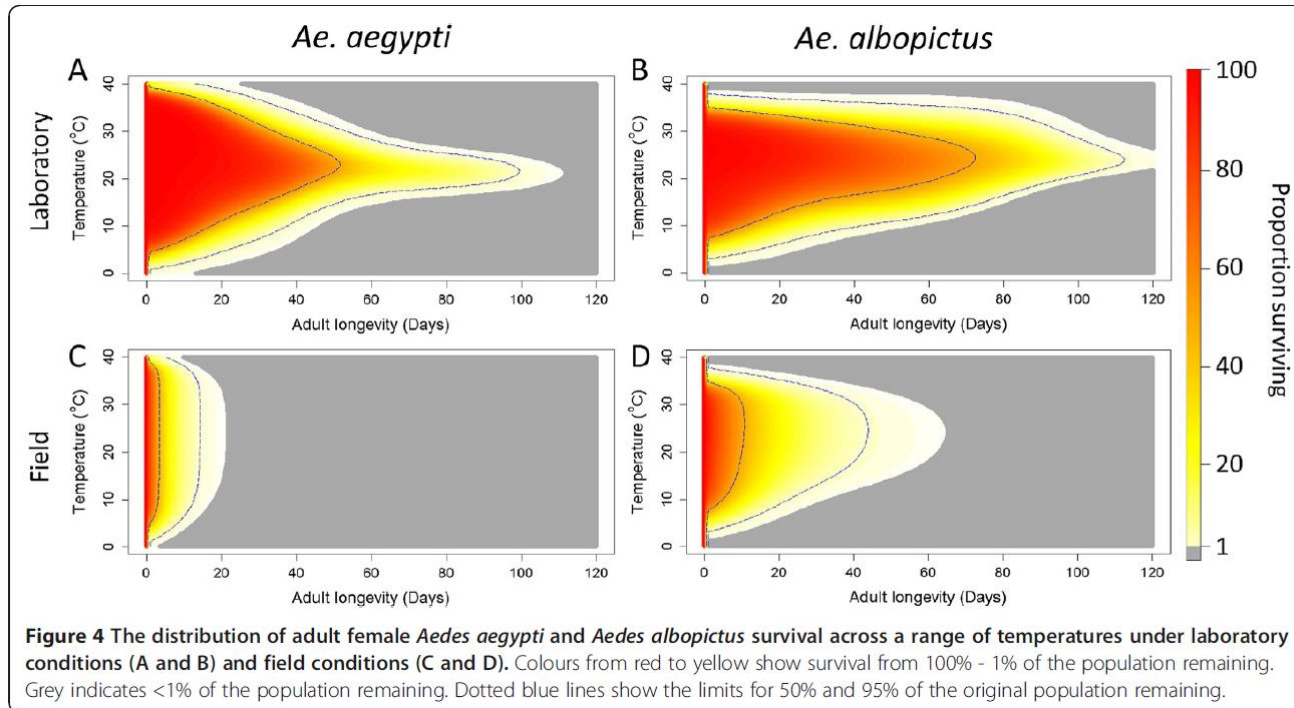 Ae. aegypti
Ae. albopictus
Laboratory
A
Temperature (°C)
40
30
20
10
0
0 20 40 60 80 100 120
Adult longevity (Days)
B
Temperature (°C)
40
30
20
10
0
0 20 40 60 80 100 120
Adult longevity (Days)
Field
C
Temperature (°C)
40
30
20
10
0
0 20 40 60 80 100 120
Adult longevity (Days)
D
Temperature (°C)
40
30
20
10
0
0 20 40 60 80 100 120
Adult longevity (Days)
100
80
60
40
20
1
Proportion surviving
Figure 4 The distribution of adult female Aedes aegypti and Aedes albopictus survival across a range of temperatures under laboratory
conditions (A and B) and field conditions (C and D). Colours from red to yellow show survival from 100% - 1% of the population remaining.
Grey indicates <1% of the population remaining. Dotted blue lines show the limits for 50% and 95% of the original population remaining.